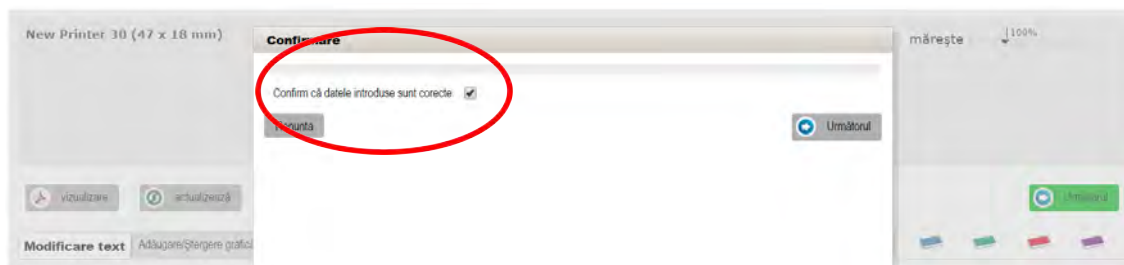 New Printer 30 (47 x 18 mm)
Confirmare
mărește
100%
Confirm că datele introduse sunt corecte
Renunta
Următorul
vizualizare
actualizează
Următorul
Modificare text
Adăugare/Ștergere grafică